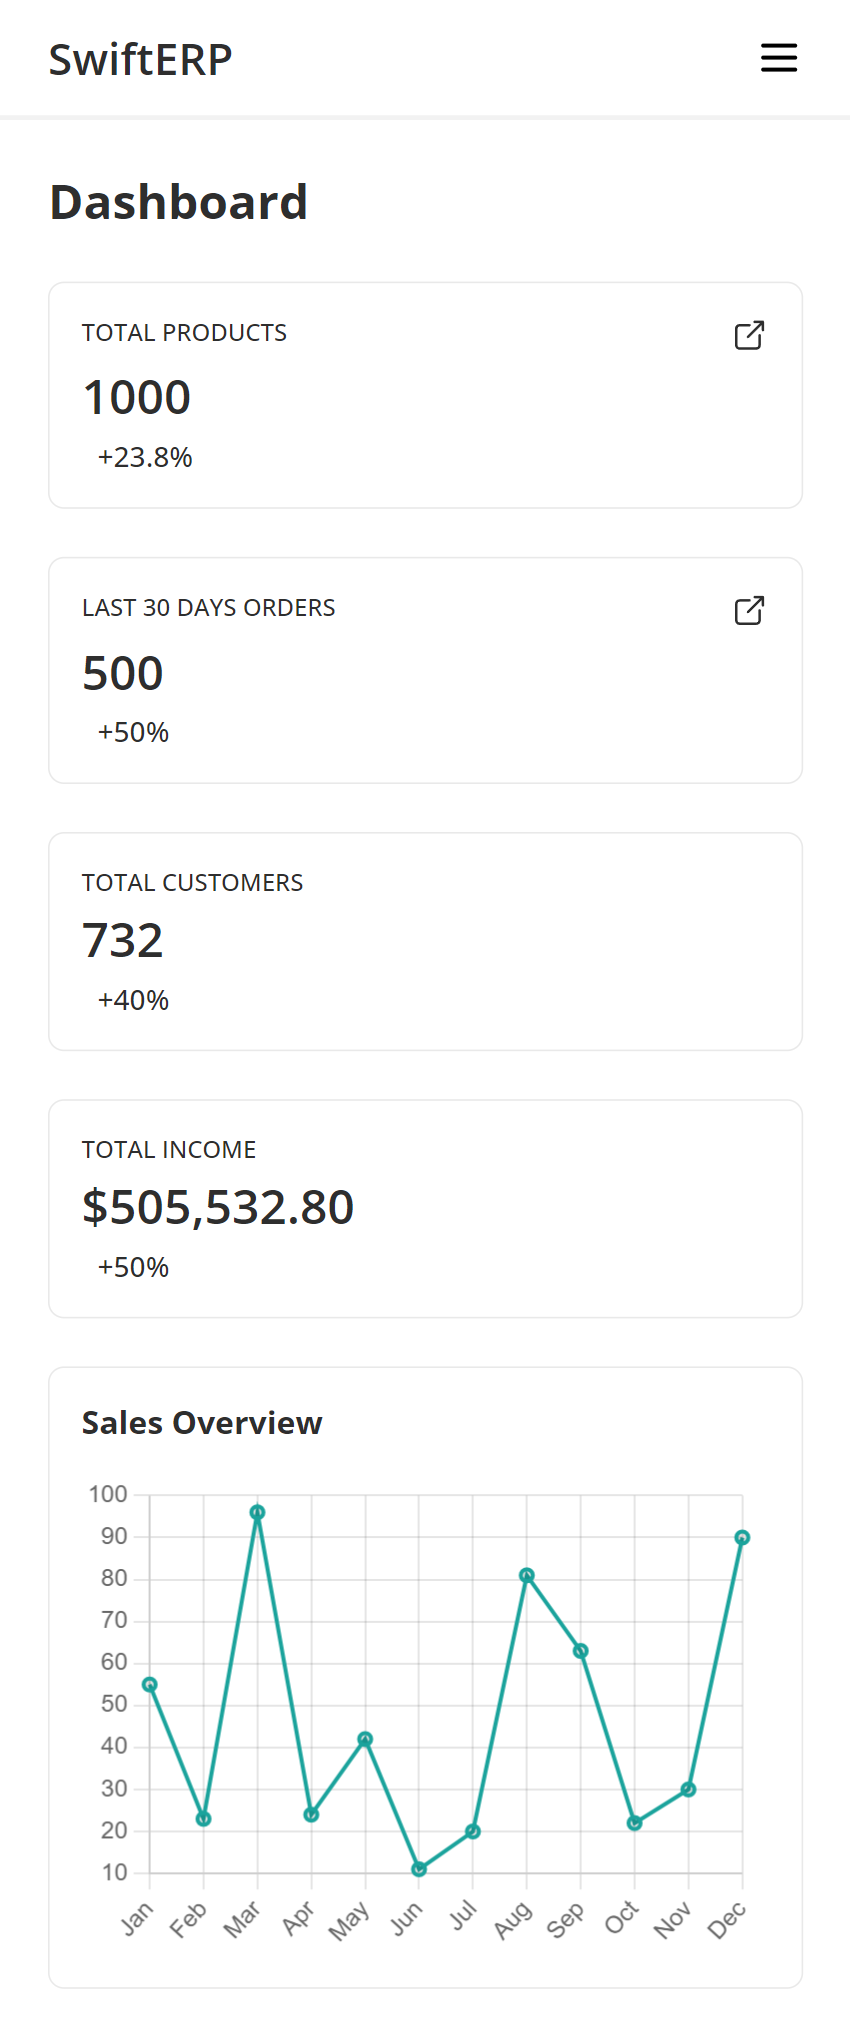 SwiftERP
Dashboard
TOTAL PRODUCTS
1000
+23.8%
LAST 30 DAYS ORDERS
500
+50%
TOTAL CUSTOMERS
732
+40%
TOTAL INCOME
$505,532.80
+50%
Sales Overview
100
90
80
70
60
50
40
30
20
10
Jan Feb Mar Apr May Jun Jul Aug Sep Oct Nov Dec